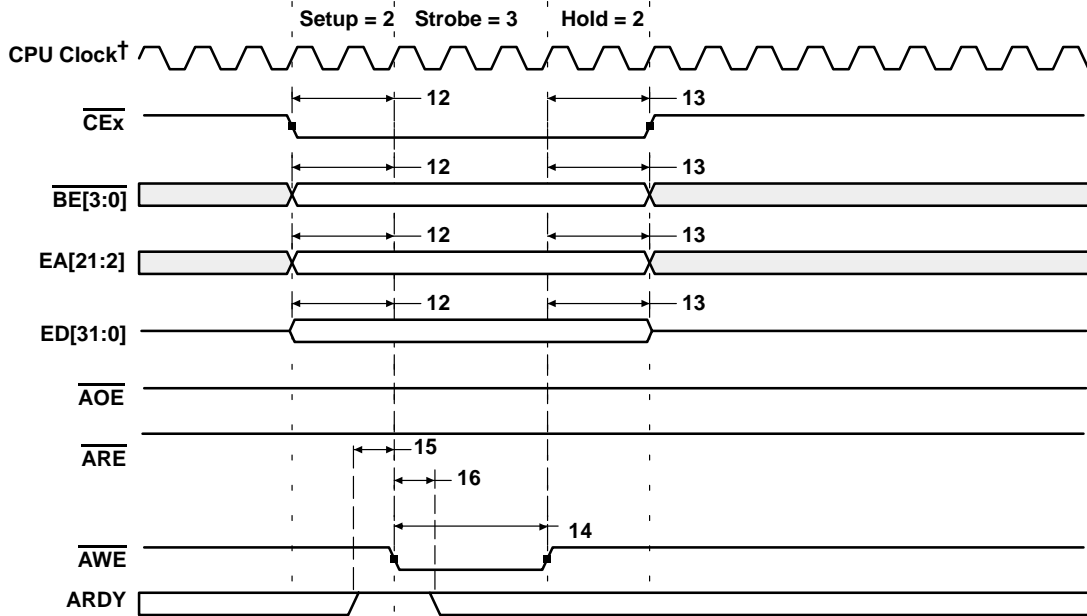 Setup = 2 Strobe = 3 Hold = 2
CPU Clock†
12 13
CEx
12 13
BE[3:0]
12 13
EA[21:2]
12 13
ED[31:0]
AOE
ARE
15
16
14
AWE
ARDY